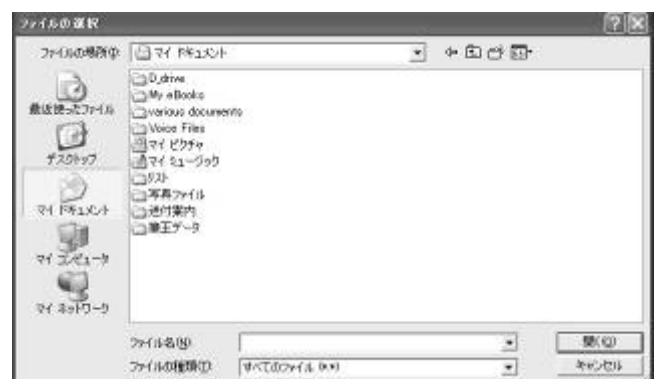 ファイルの選択
ファイルの場所(I): マイ ドキュメント
最近使ったファイル
デスクトップ
マイ ドキュメント
マイ コンピュータ
マイ ネットワーク
D_drive
My eBooks
various documents
Voice Files
マイ ピクチャ
マイ ミュージック
リスト
写真ファイル
送付案内
筆王データ
ファイル名(N):
開く(O)
ファイルの種類(T): すべてのファイル (*.*)
キャンセル